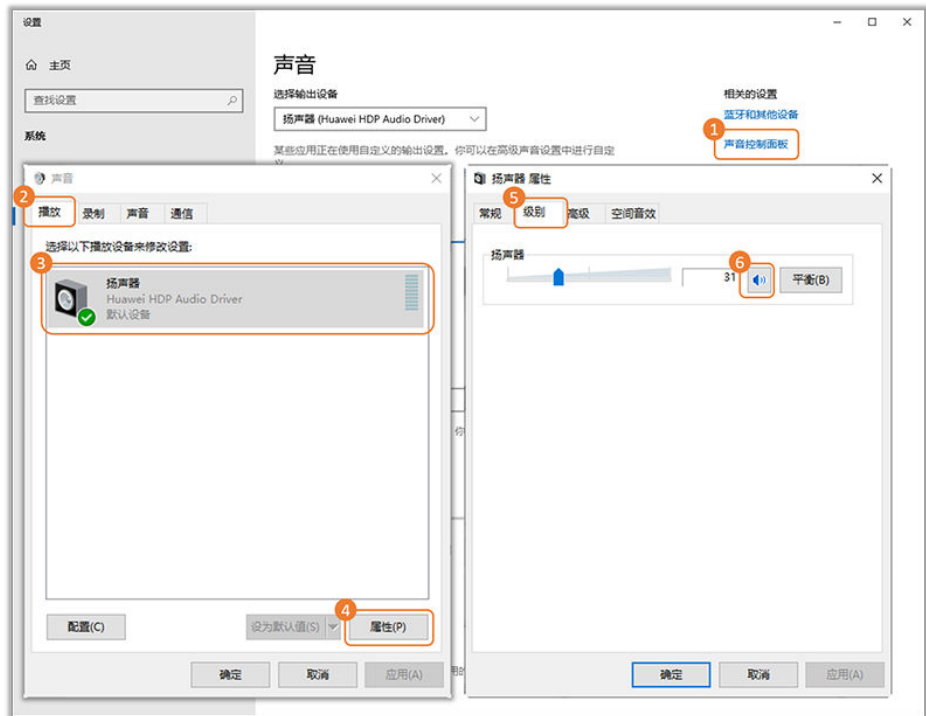 设置
主页
查找设置
系统
声音
选择输出设备
扬声器 (Huawei HDP Audio Driver)
某些应用正在使用自定义的输出设置。你可以在高级声音设置中进行自定
相关的设置
蓝牙和其他设备
1
声音控制面板
声音
2
播放 录制 声音 通信
选择以下播放设备来修改设置:
3
扬声器
Huawei HDP Audio Driver
默认设备
4
配置(C) 设为默认值(S) 属性(P)
确定 取消 应用(A)
扬声器 属性
5
常规 级别 高级 空间音效
扬声器
6
31 平衡(B)
确定 取消 应用(A)